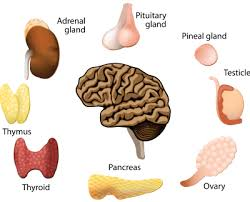 Adrenal
gland
Pituitary
gland
Pineal gland
Testicle
Thymus
Thyroid
Pancreas
Ovary